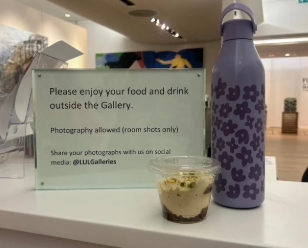 Please enjoy your food and drink
outside the Gallery.
Photography allowed (room shots only)
Share your photographs with us on social
media: @LULGalleries